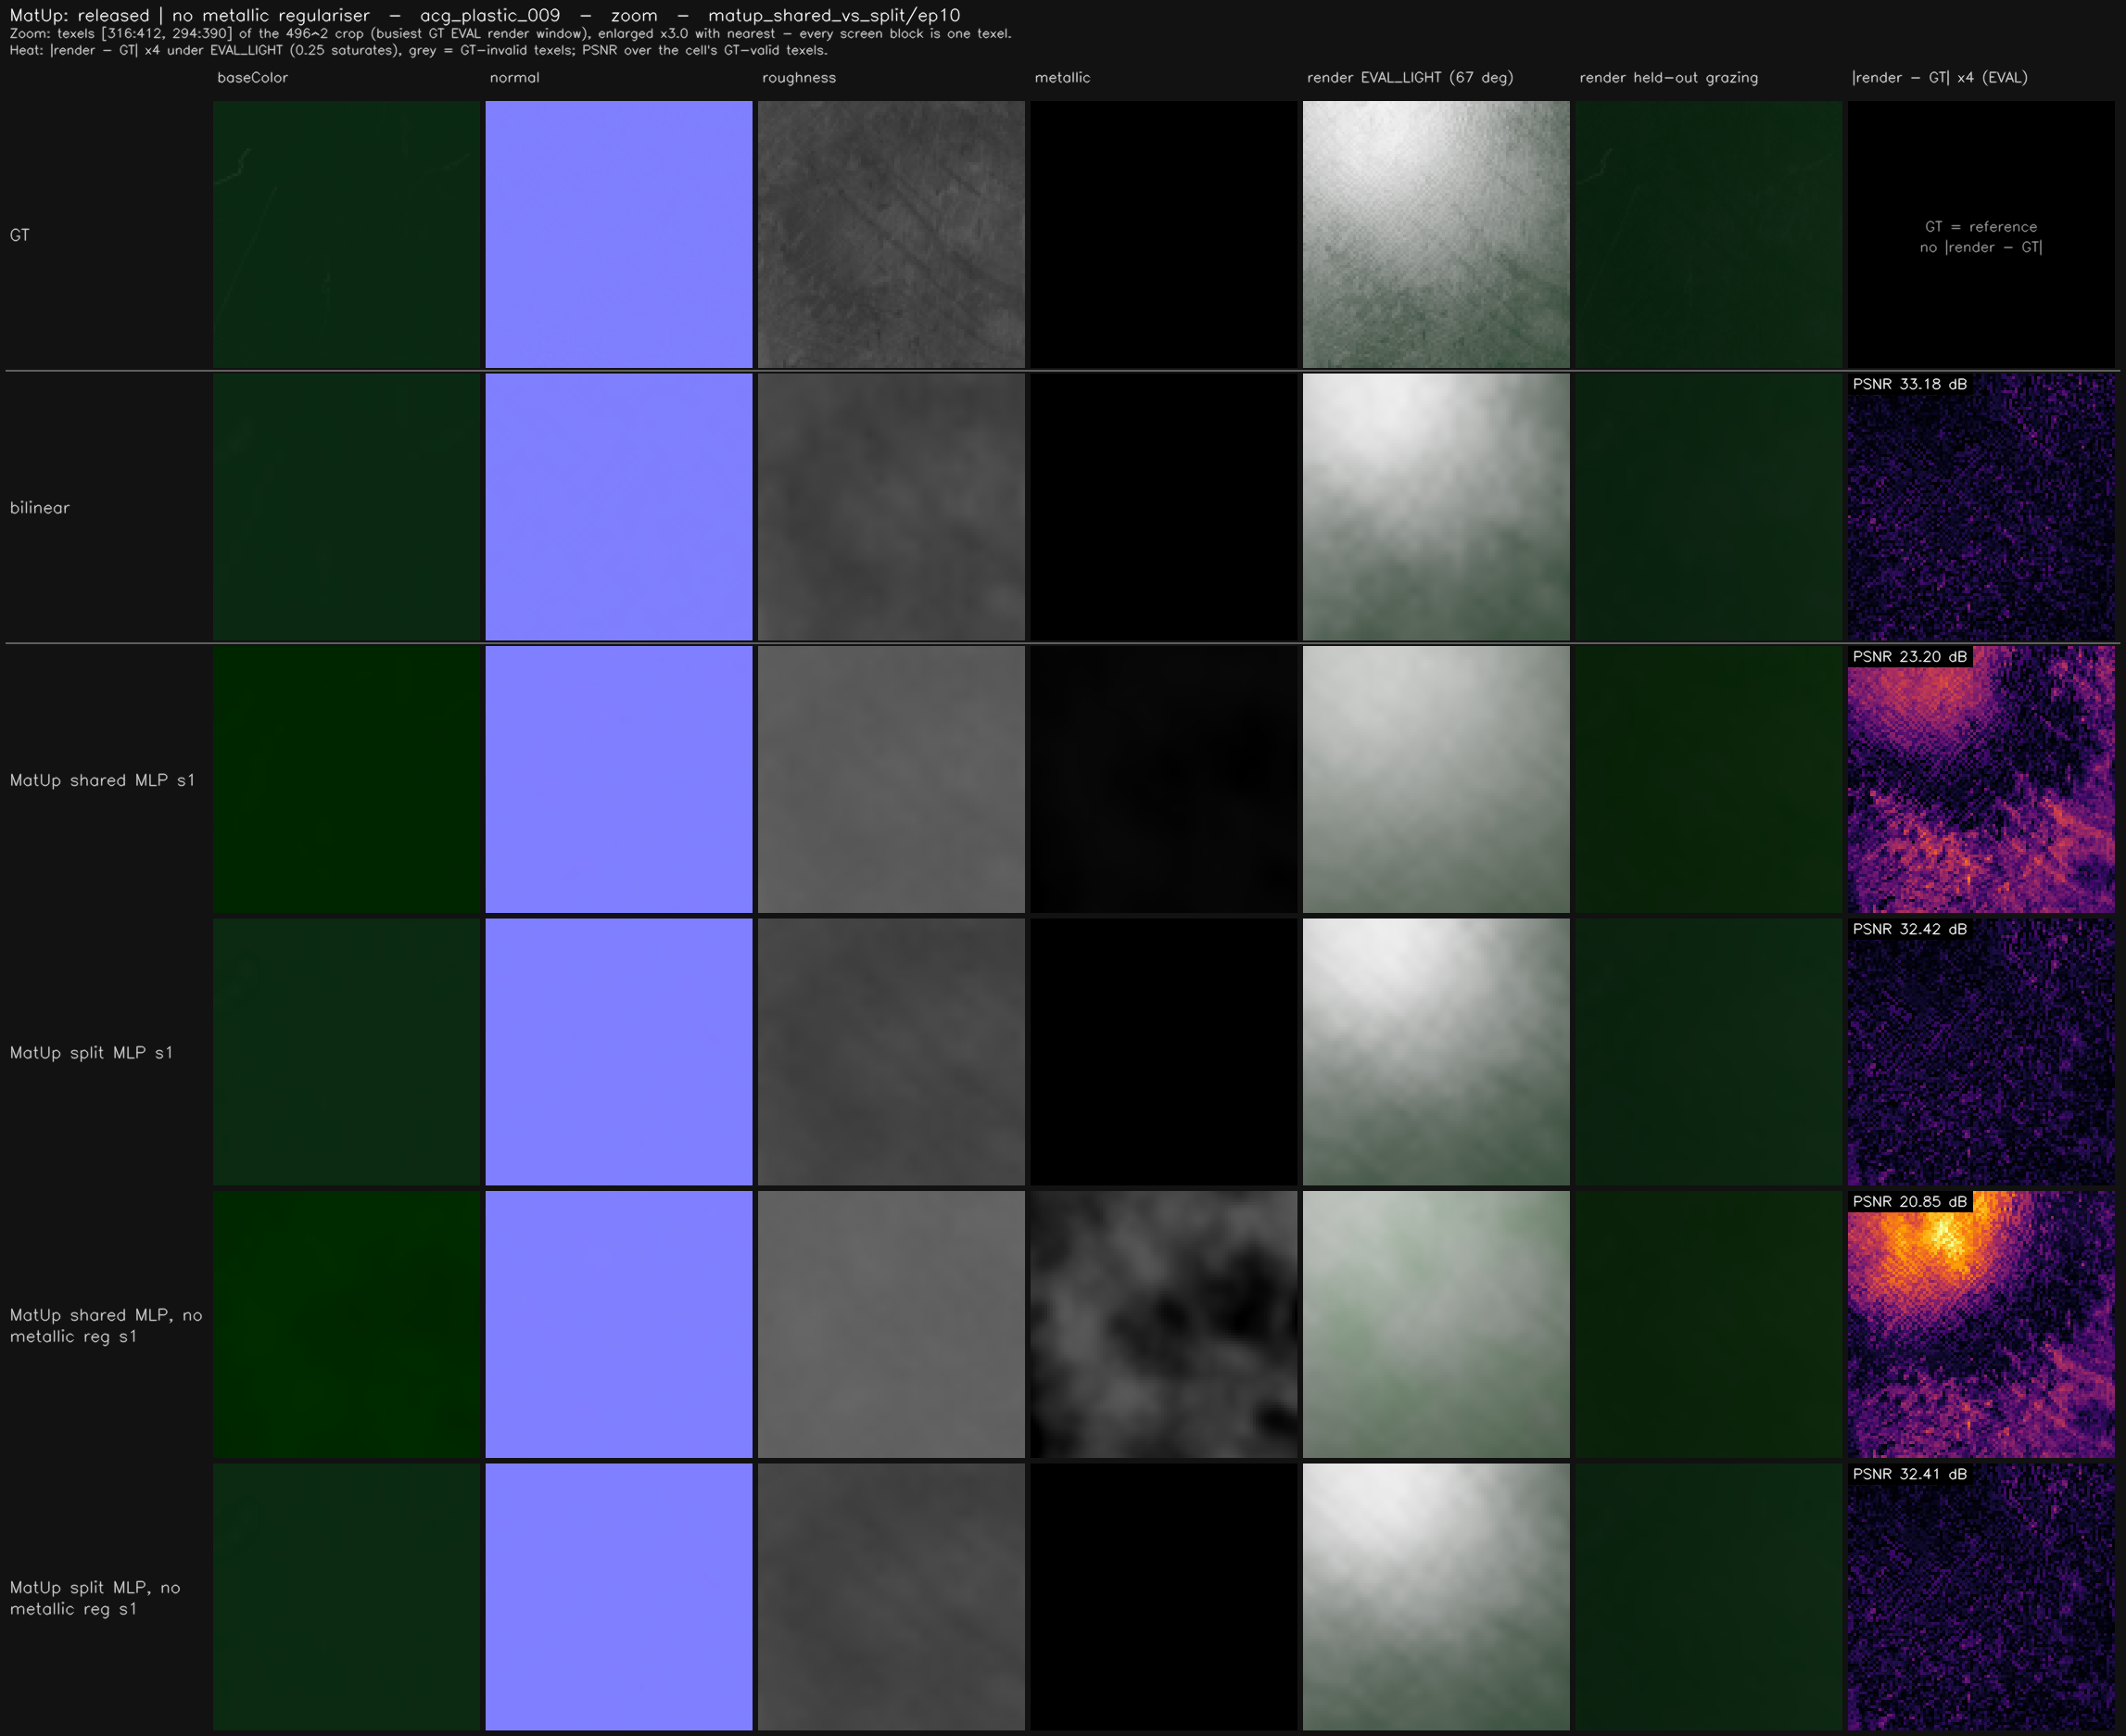 MatUp: released | no metallic regulariser — acg_plastic_009 — zoom — matup_shared_vs_split/ep10
Zoom: texels [316:412, 294:390] of the 496^2 crop (busiest GT EVAL render window), enlarged x3.0 with nearest — every screen block is one texel.
Heat: |render — GT| x4 under EVAL_LIGHT (0.25 saturates), grey = GT-invalid texels; PSNR over the cell's GT-valid texels.
baseColor normal roughness metallic render EVAL_LIGHT (67 deg) render held-out grazing |render — GT| x4 (EVAL)
GT
GT = reference
no |render — GT|
bilinear
PSNR 33.18 dB
MatUp shared MLP s1
PSNR 23.20 dB
MatUp split MLP s1
PSNR 32.42 dB
MatUp shared MLP, no
metallic reg s1
PSNR 20.85 dB
MatUp split MLP, no
metallic reg s1
PSNR 32.41 dB